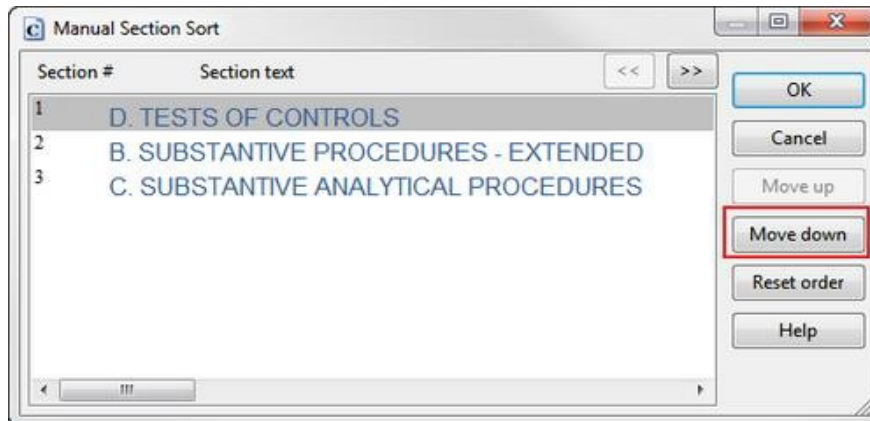 Manual Section Sort
Section # Section text << >>
1 D. TESTS OF CONTROLS
2 B. SUBSTANTIVE PROCEDURES - EXTENDED
3 C. SUBSTANTIVE ANALYTICAL PROCEDURES
OK
Cancel
Move up
Move down
Reset order
Help